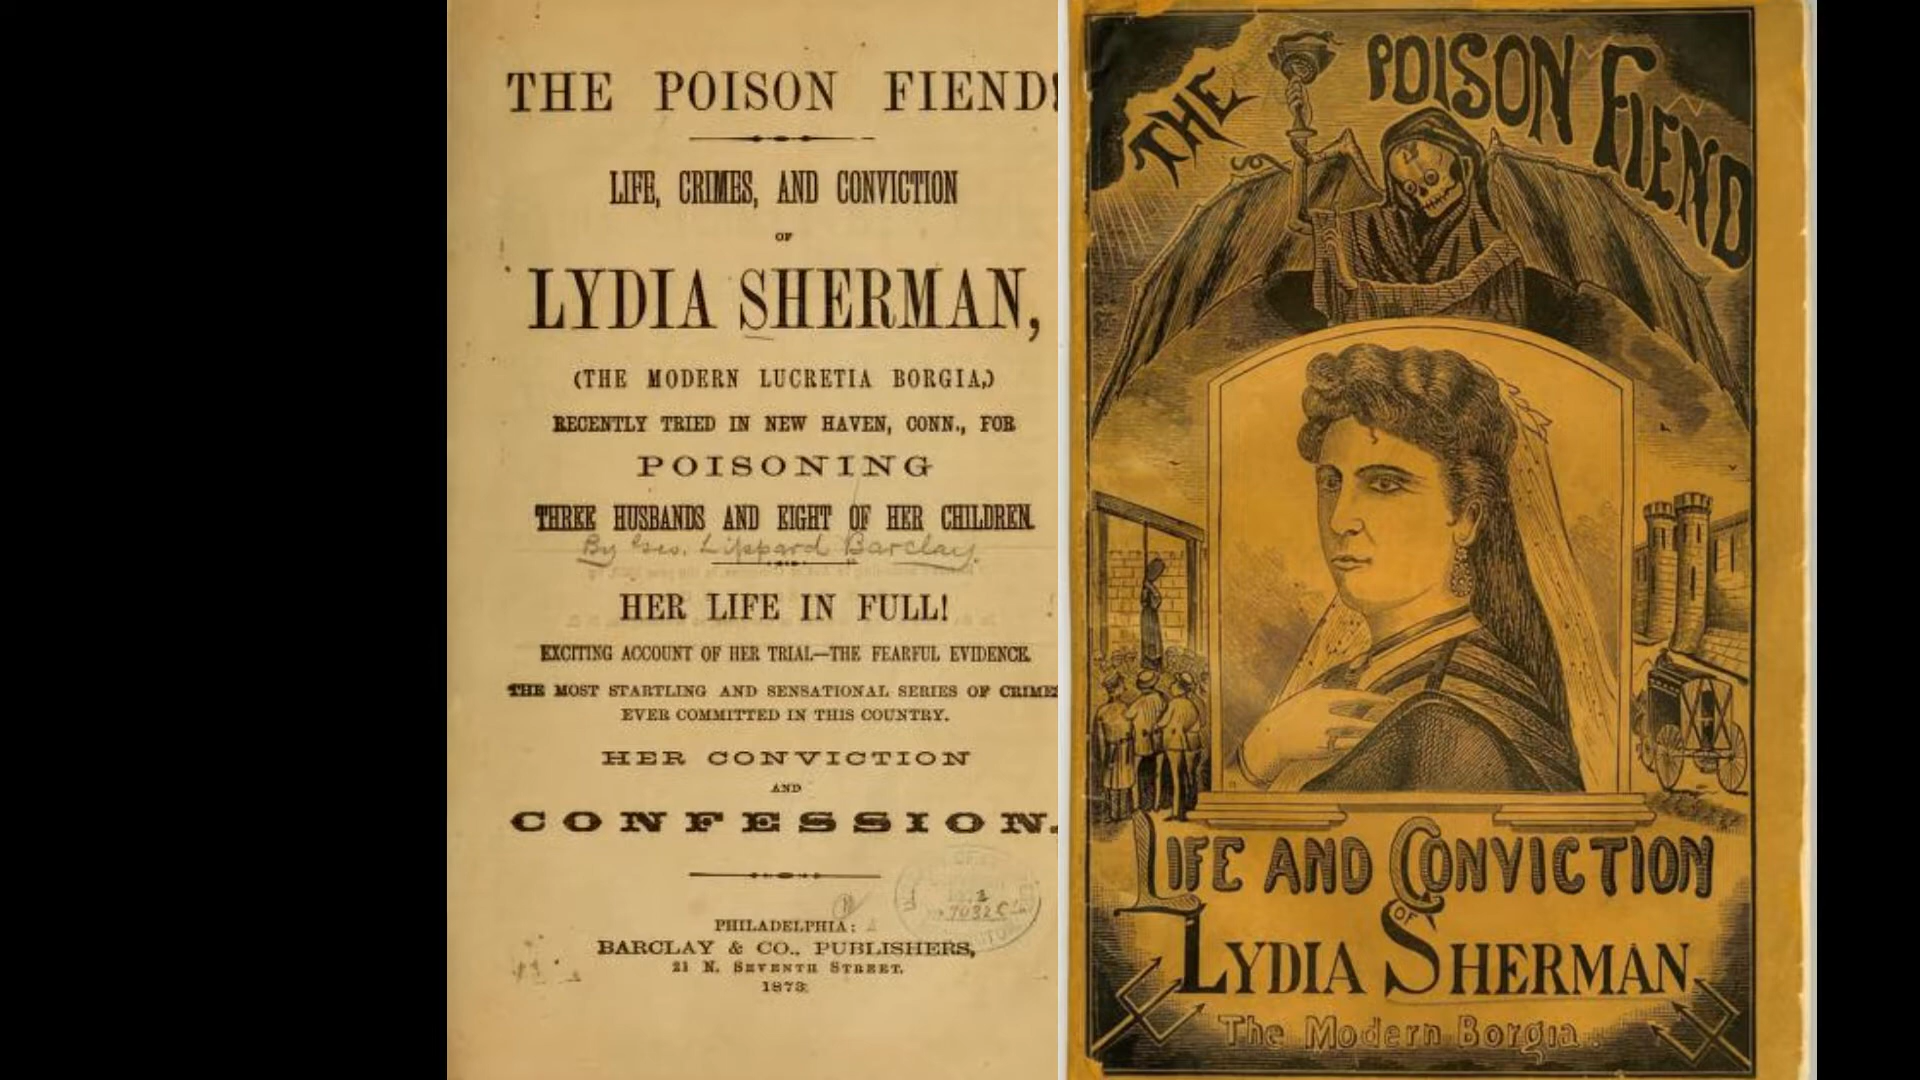 THE POISON FIEND!
LIFE, CRIMES, AND CONVICTION
OF
LYDIA SHERMAN,
(THE MODERN LUCRETIA BORGIA,)
RECENTLY TRIED IN NEW HAVEN, CONN., FOR
POISONING
THREE HUSBANDS AND EIGHT OF HER CHILDREN.
By Geo. Lippard Barclay.
HER LIFE IN FULL!
EXCITING ACCOUNT OF HER TRIAL—THE FEARFUL EVIDENCE.
THE MOST STARTLING AND SENSATIONAL SERIES OF CRIMES
EVER COMMITTED IN THIS COUNTRY.
HER CONVICTION
AND
CONFESSION.
PHILADELPHIA:
BARCLAY & CO., PUBLISHERS,
21 N. SEVENTH STREET.
1873.
THE POISON FIEND
LIFE AND CONVICTION
OF
LYDIA SHERMAN
The Modern Borgia.